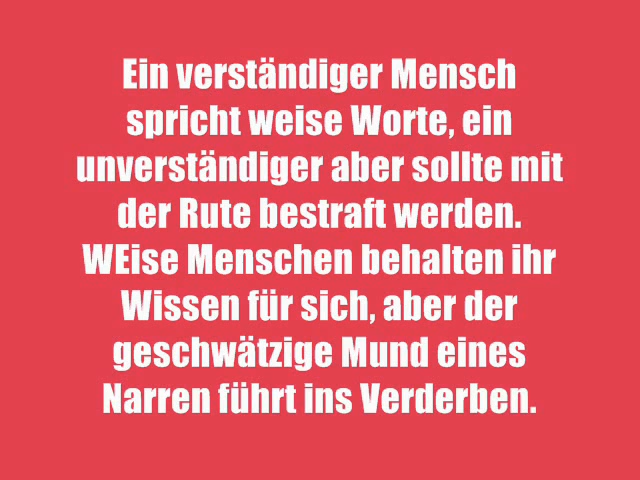 Ein verständiger Mensch
spricht weise Worte, ein
unverständiger aber sollte mit
der Rute bestraft werden.
WEise Menschen behalten ihr
Wissen für sich, aber der
geschwätzige Mund eines
Narren führt ins Verderben.